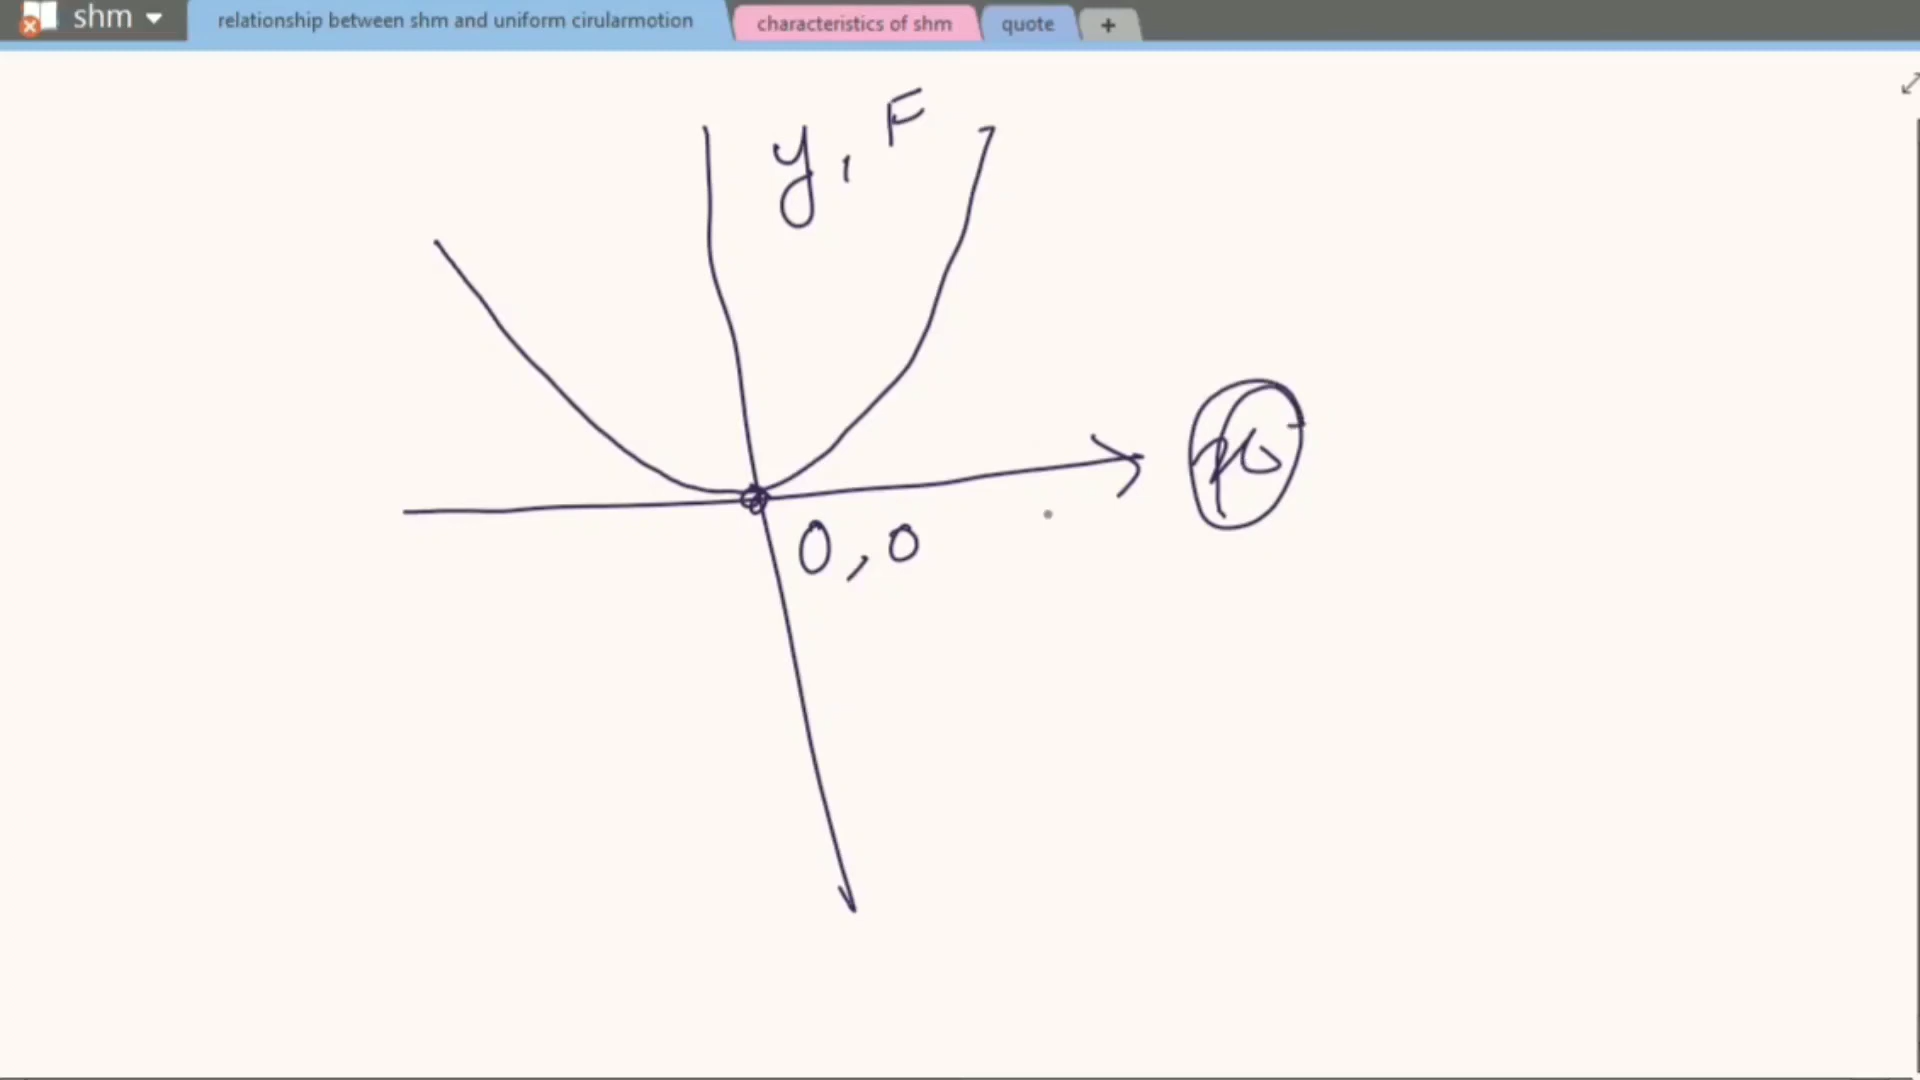 shm
relationship between shm and uniform cirularmotion
characteristics of shm
quote
+
y, F
0, 0